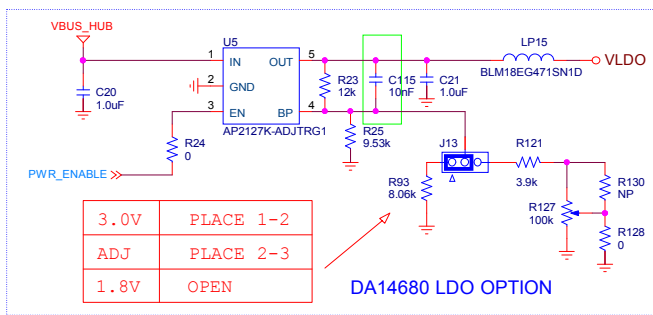 VBUS_HUB
U5
AP2127K-ADJTRG1
1 IN
2 GND
3 EN
OUT 5
BP 4
C20
1.0uF
R24
0
PWR_ENABLE
R23
12k
C115
10nF
C21
1.0uF
R25
9.53k
LP15
BLM18EG471SN1D
VLDO
J13
R93
8.06k
R121
3.9k
R127
100k
R130
NP
R128
0
3.0V PLACE 1-2
ADJ PLACE 2-3
1.8V OPEN
DA14680 LDO OPTION